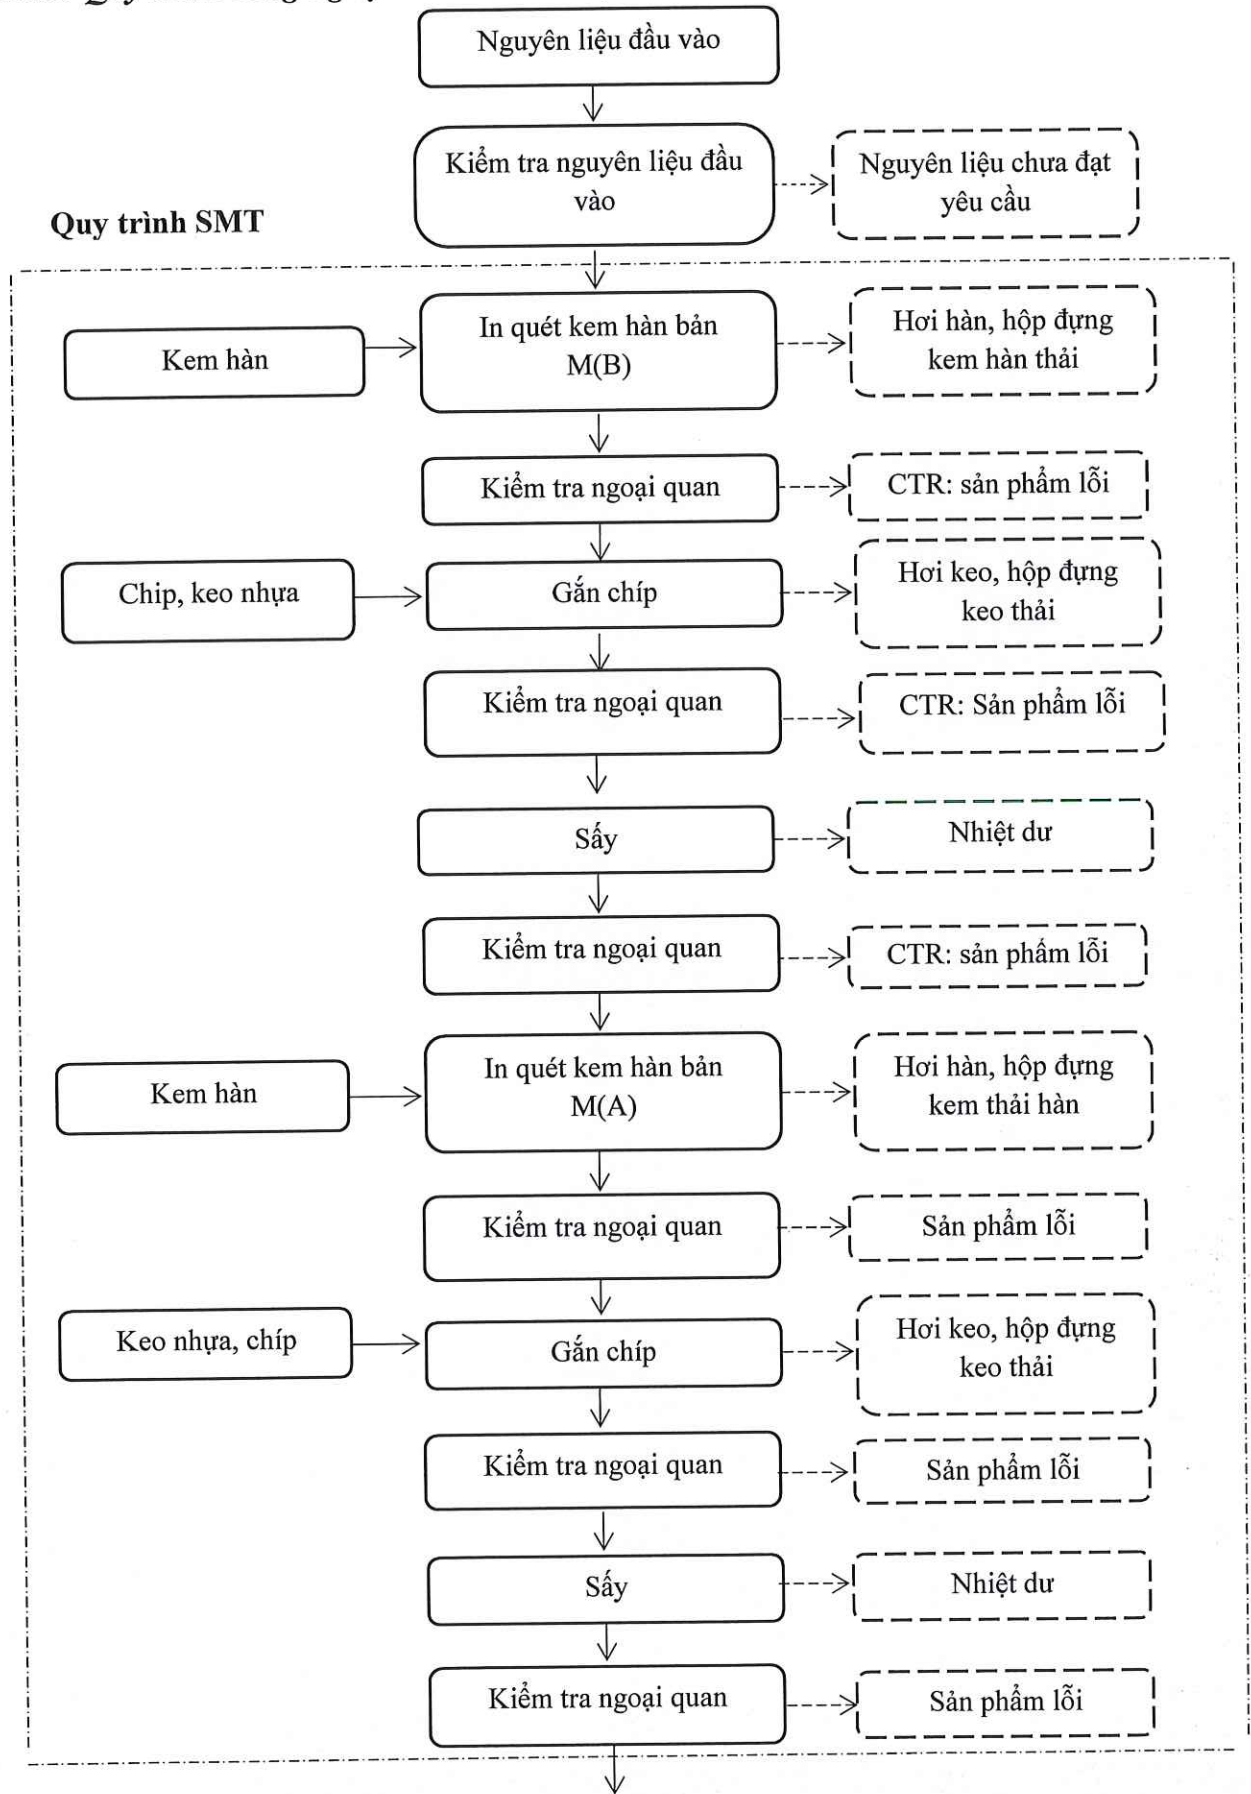 Nguyên liệu đầu vào
Kiểm tra nguyên liệu đầu
vào
Nguyên liệu chưa đạt
yêu cầu
Quy trình SMT
Kem hàn
In quét kem hàn bản
M(B)
Hơi hàn, hộp đựng
kem hàn thải
Kiểm tra ngoại quan
CTR: sản phẩm lỗi
Chip, keo nhựa
Gắn chíp
Hơi keo, hộp đựng
keo thải
Kiểm tra ngoại quan
CTR: Sản phẩm lỗi
Sấy
Nhiệt dư
Kiểm tra ngoại quan
CTR: sản phẩm lỗi
Kem hàn
In quét kem hàn bản
M(A)
Hơi hàn, hộp đựng
kem thải hàn
Kiểm tra ngoại quan
Sản phẩm lỗi
Keo nhựa, chíp
Gắn chíp
Hơi keo, hộp đựng
keo thải
Kiểm tra ngoại quan
Sản phẩm lỗi
Sấy
Nhiệt dư
Kiểm tra ngoại quan
Sản phẩm lỗi